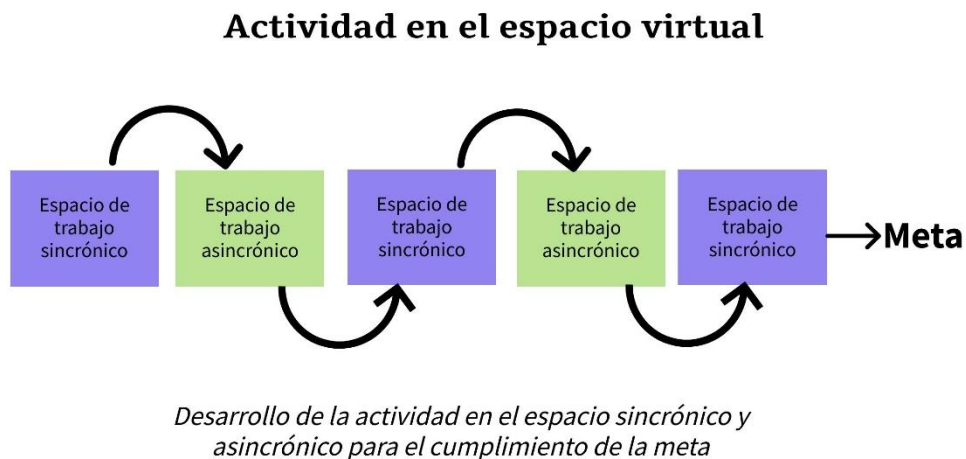 Actividad en el espacio virtual
Espacio de
trabajo
sincrónico
Espacio de
trabajo
asincrónico
Espacio de
trabajo
sincrónico
Espacio de
trabajo
asincrónico
Espacio de
trabajo
sincrónico
Meta
Desarrollo de la actividad en el espacio sincrónico y
asincrónico para el cumplimiento de la meta